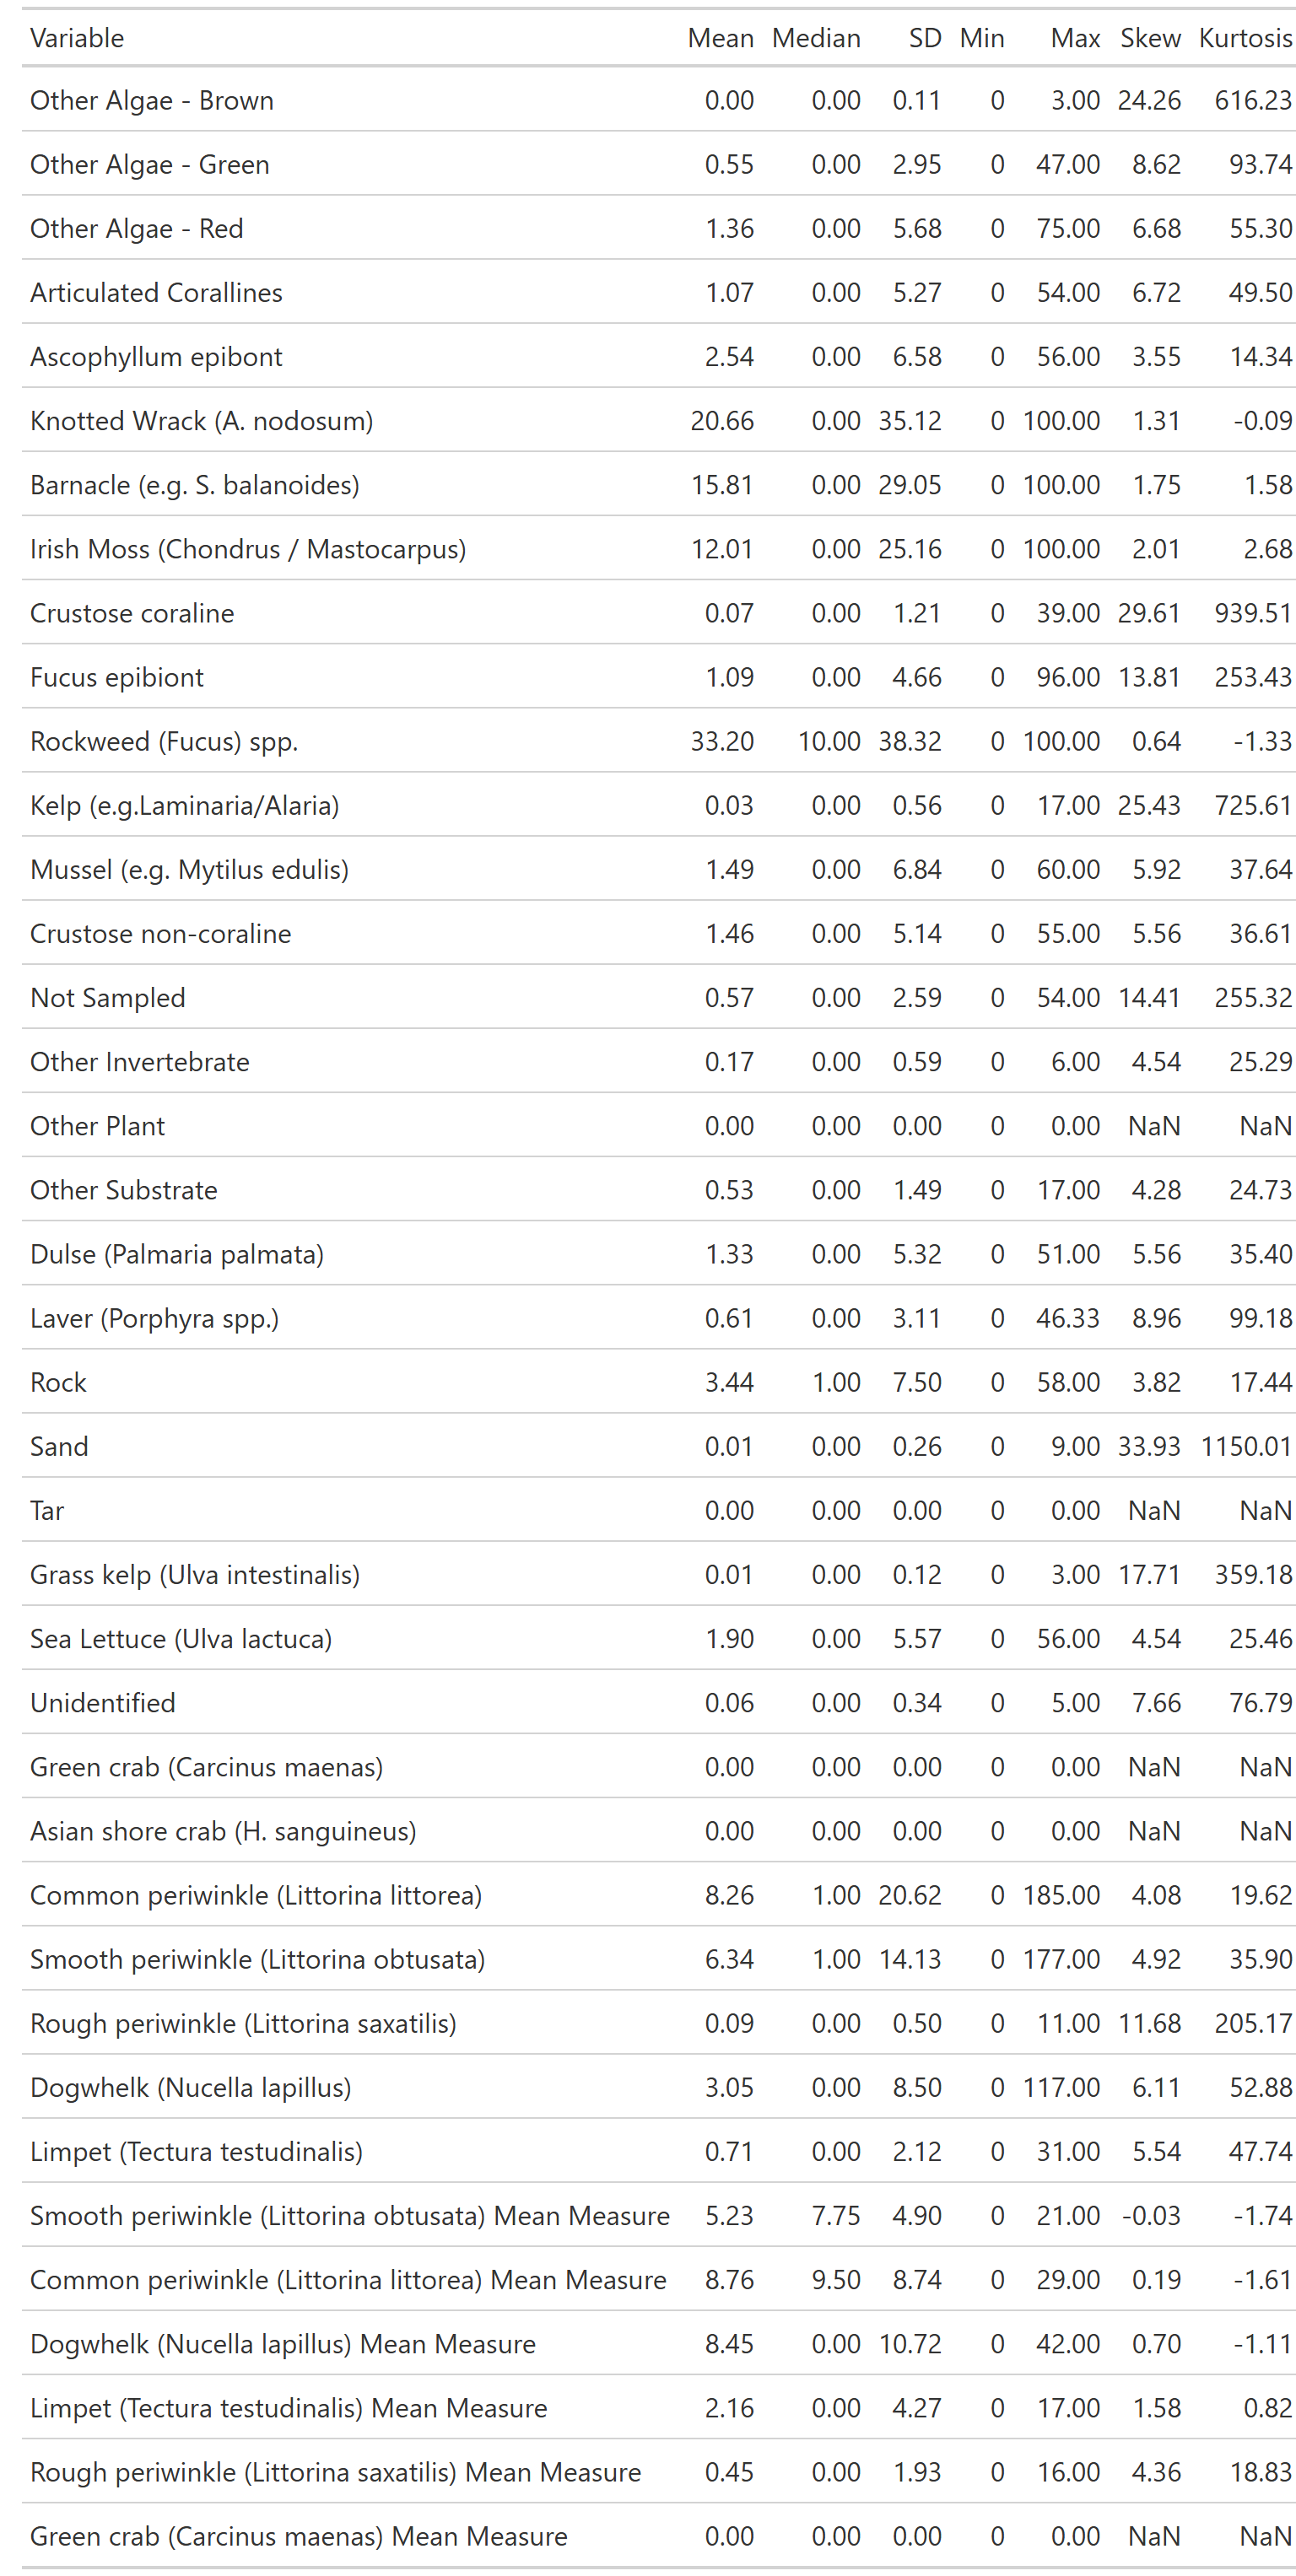 Variable Mean Median SD Min Max Skew Kurtosis
Other Algae - Brown 0.00 0.00 0.11 0 3.00 24.26 616.23
Other Algae - Green 0.55 0.00 2.95 0 47.00 8.62 93.74
Other Algae - Red 1.36 0.00 5.68 0 75.00 6.68 55.30
Articulated Corallines 1.07 0.00 5.27 0 54.00 6.72 49.50
Ascophyllum epibont 2.54 0.00 6.58 0 56.00 3.55 14.34
Knotted Wrack (A. nodosum) 20.66 0.00 35.12 0 100.00 1.31 -0.09
Barnacle (e.g. S. balanoides) 15.81 0.00 29.05 0 100.00 1.75 1.58
Irish Moss (Chondrus / Mastocarpus) 12.01 0.00 25.16 0 100.00 2.01 2.68
Crustose coraline 0.07 0.00 1.21 0 39.00 29.61 939.51
Fucus epibiont 1.09 0.00 4.66 0 96.00 13.81 253.43
Rockweed (Fucus) spp. 33.20 10.00 38.32 0 100.00 0.64 -1.33
Kelp (e.g.Laminaria/Alaria) 0.03 0.00 0.56 0 17.00 25.43 725.61
Mussel (e.g. Mytilus edulis) 1.49 0.00 6.84 0 60.00 5.92 37.64
Crustose non-coraline 1.46 0.00 5.14 0 55.00 5.56 36.61
Not Sampled 0.57 0.00 2.59 0 54.00 14.41 255.32
Other Invertebrate 0.17 0.00 0.59 0 6.00 4.54 25.29
Other Plant 0.00 0.00 0.00 0 0.00 NaN NaN
Other Substrate 0.53 0.00 1.49 0 17.00 4.28 24.73
Dulse (Palmaria palmata) 1.33 0.00 5.32 0 51.00 5.56 35.40
Laver (Porphyra spp.) 0.61 0.00 3.11 0 46.33 8.96 99.18
Rock 3.44 1.00 7.50 0 58.00 3.82 17.44
Sand 0.01 0.00 0.26 0 9.00 33.93 1150.01
Tar 0.00 0.00 0.00 0 0.00 NaN NaN
Grass kelp (Ulva intestinalis) 0.01 0.00 0.12 0 3.00 17.71 359.18
Sea Lettuce (Ulva lactuca) 1.90 0.00 5.57 0 56.00 4.54 25.46
Unidentified 0.06 0.00 0.34 0 5.00 7.66 76.79
Green crab (Carcinus maenas) 0.00 0.00 0.00 0 0.00 NaN NaN
Asian shore crab (H. sanguineus) 0.00 0.00 0.00 0 0.00 NaN NaN
Common periwinkle (Littorina littorea) 8.26 1.00 20.62 0 185.00 4.08 19.62
Smooth periwinkle (Littorina obtusata) 6.34 1.00 14.13 0 177.00 4.92 35.90
Rough periwinkle (Littorina saxatilis) 0.09 0.00 0.50 0 11.00 11.68 205.17
Dogwhelk (Nucella lapillus) 3.05 0.00 8.50 0 117.00 6.11 52.88
Limpet (Tectura testudinalis) 0.71 0.00 2.12 0 31.00 5.54 47.74
Smooth periwinkle (Littorina obtusata) Mean Measure 5.23 7.75 4.90 0 21.00 -0.03 -1.74
Common periwinkle (Littorina littorea) Mean Measure 8.76 9.50 8.74 0 29.00 0.19 -1.61
Dogwhelk (Nucella lapillus) Mean Measure 8.45 0.00 10.72 0 42.00 0.70 -1.11
Limpet (Tectura testudinalis) Mean Measure 2.16 0.00 4.27 0 17.00 1.58 0.82
Rough periwinkle (Littorina saxatilis) Mean Measure 0.45 0.00 1.93 0 16.00 4.36 18.83
Green crab (Carcinus maenas) Mean Measure 0.00 0.00 0.00 0 0.00 NaN NaN